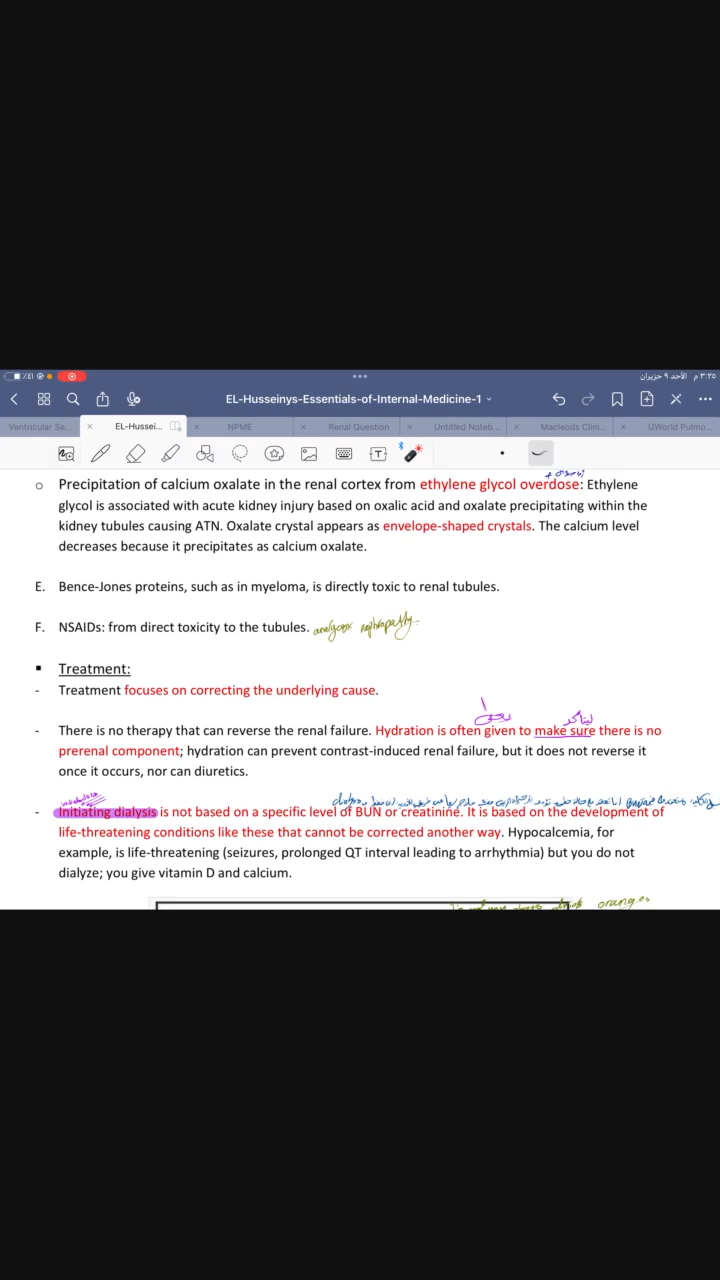 ٪٤١
٣:٢٥ م الأحد ٩ حزيران
EL-Husseinys-Essentials-of-Internal-Medicine-1
Ventricular Se...
EL-Hussei...
NPME
Renal Question
Untitled Noteb...
Macleods Clini...
UWorld Pulmo...
o Precipitation of calcium oxalate in the renal cortex from ethylene glycol overdose: Ethylene
glycol is associated with acute kidney injury based on oxalic acid and oxalate precipitating within the
kidney tubules causing ATN. Oxalate crystal appears as envelope-shaped crystals. The calcium level
decreases because it precipitates as calcium oxalate.
E. Bence-Jones proteins, such as in myeloma, is directly toxic to renal tubules.
F. NSAIDs: from direct toxicity to the tubules. analgesic nephropathy
▪ Treatment:
- Treatment focuses on correcting the underlying cause.
ليتأكد
- There is no therapy that can reverse the renal failure. Hydration is often given to make sure there is no
prerenal component; hydration can prevent contrast-induced renal failure, but it does not reverse it
once it occurs, nor can diuretics.
- Initiating dialysis is not based on a specific level of BUN or creatinine. It is based on the development of
life-threatening conditions like these that cannot be corrected another way. Hypocalcemia, for
example, is life-threatening (seizures, prolonged QT interval leading to arrhythmia) but you do not
dialyze; you give vitamin D and calcium.
oranges